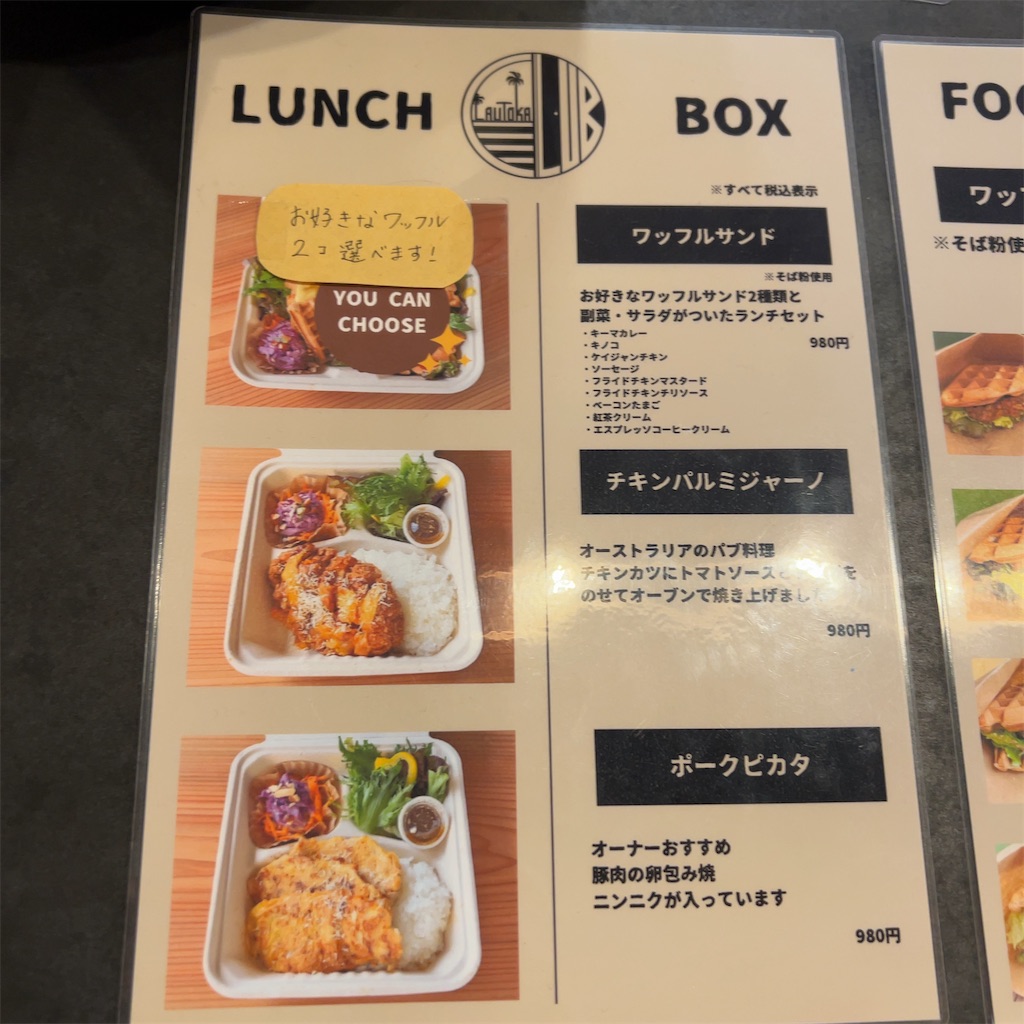 LUNCH
LAUTOKA
LUB
BOX
※すべて税込表示
お好きなワッフル
2コ選べます!
YOU CAN
CHOOSE
ワッフルサンド
※そば粉使用
お好きなワッフルサンド2種類と
副菜・サラダがついたランチセット
980円
・キーマカレー
・キノコ
・ケイジャンチキン
・ソーセージ
・フライドチキンマスタード
・フライドチキンチリソース
・ベーコンたまご
・紅茶クリーム
・エスプレッソコーヒークリーム
チキンパルミジャーノ
オーストラリアのパブ料理
チキンカツにトマトソースと を
のせてオーブンで焼き上げました
980円
ポークピカタ
オーナーおすすめ
豚肉の卵包み焼
ニンニクが入っています
980円
FOO
ワッフ
※そば粉使